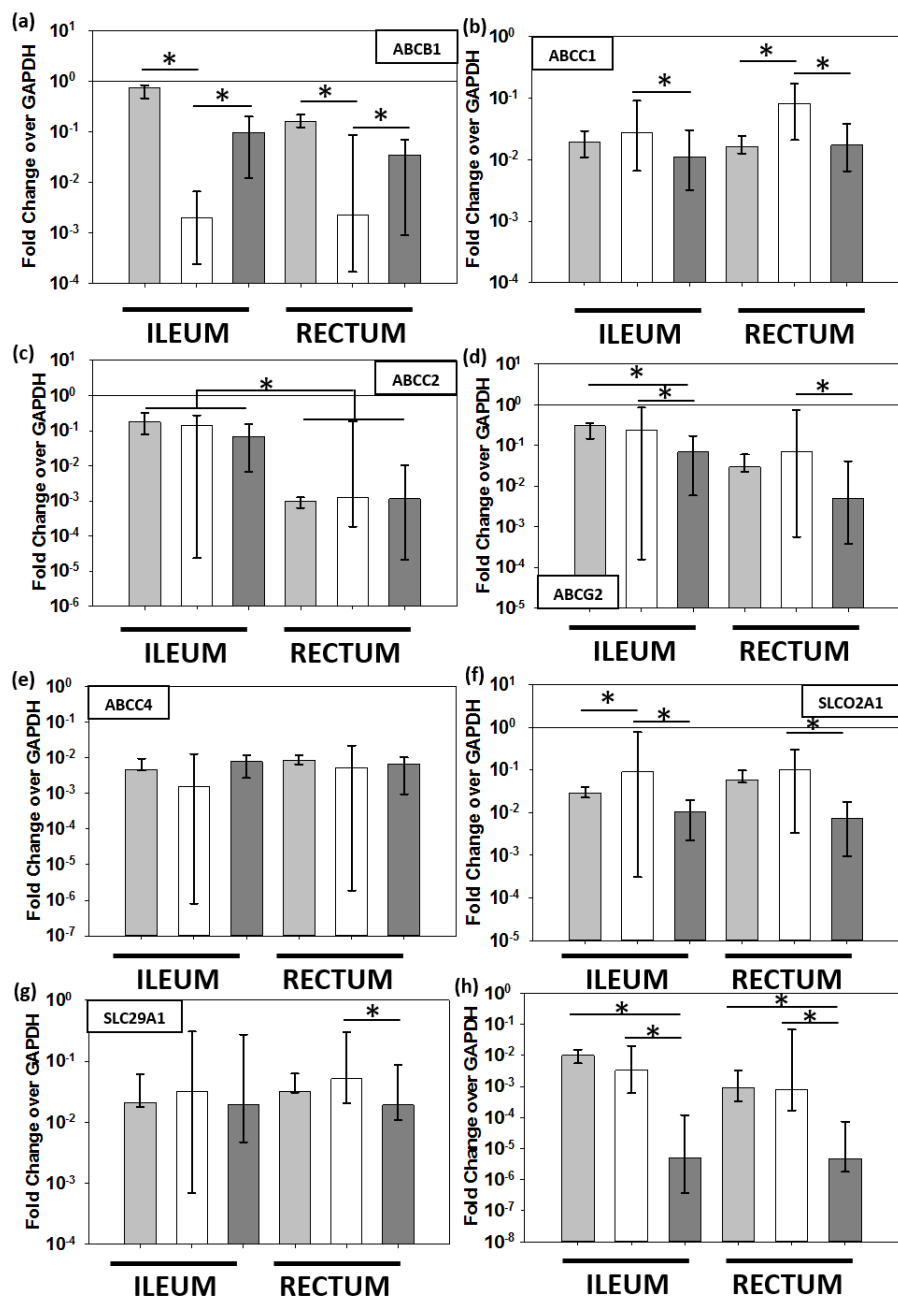 (a)
Fold Change over GAPDH
10^1
10^0
10^-1
10^-2
10^-3
10^-4
ABCB1
*
*
*
*
ILEUM
RECTUM
(b)
Fold Change over GAPDH
10^0
10^-1
10^-2
10^-3
10^-4
ABCC1
*
*
*
ILEUM
RECTUM
(c)
Fold Change over GAPDH
10^1
10^0
10^-1
10^-2
10^-3
10^-4
10^-5
10^-6
ABCC2
*
ILEUM
RECTUM
(d)
Fold Change over GAPDH
10^1
10^0
10^-1
10^-2
10^-3
10^-4
10^-5
ABCG2
*
*
*
ILEUM
RECTUM
(e)
Fold Change over GAPDH
10^0
10^-1
10^-2
10^-3
10^-4
10^-5
10^-6
10^-7
ABCC4
ILEUM
RECTUM
(f)
Fold Change over GAPDH
10^1
10^0
10^-1
10^-2
10^-3
10^-4
10^-5
SLCO2A1
*
*
*
ILEUM
RECTUM
(g)
Fold Change over GAPDH
10^0
10^-1
10^-2
10^-3
10^-4
SLC29A1
*
ILEUM
RECTUM
(h)
Fold Change over GAPDH
10^0
10^-1
10^-2
10^-3
10^-4
10^-5
10^-6
10^-7
10^-8
*
*
*
*
ILEUM
RECTUM